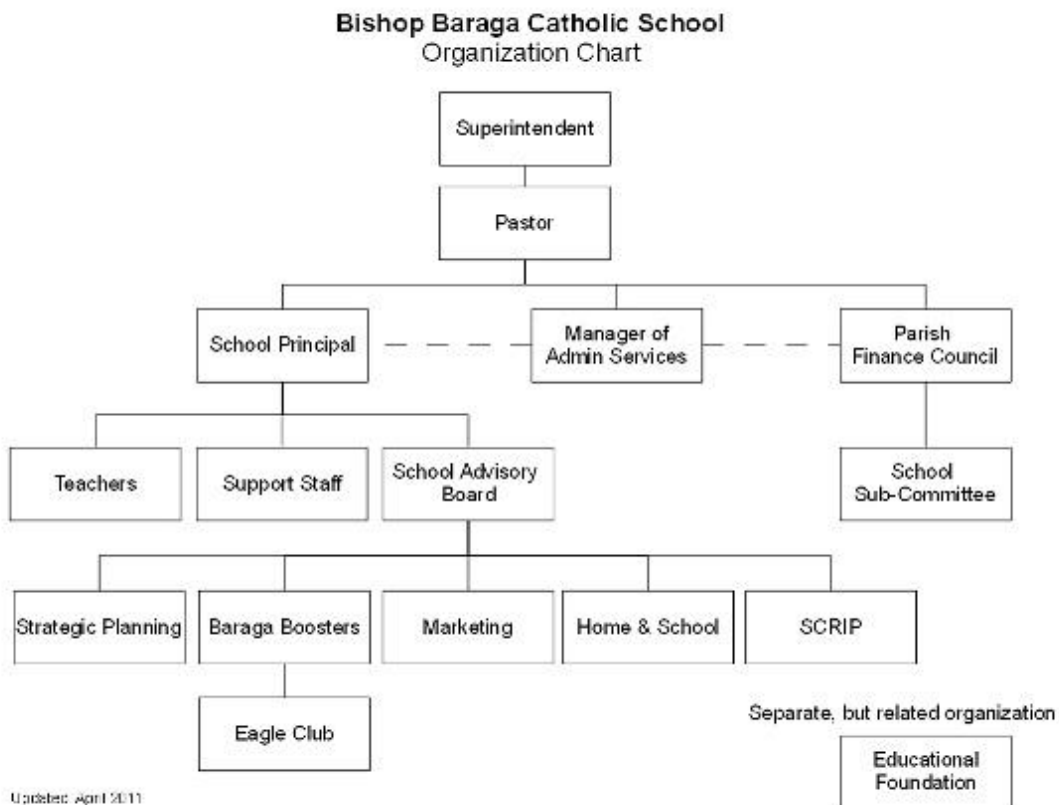 Bishop Baraga Catholic School
Organization Chart
Superintendent
Pastor
School Principal
Manager of
Admin Services
Parish
Finance Council
Teachers
Support Staff
School Advisory
Board
School
Sub-Committee
Strategic Planning
Baraga Boosters
Marketing
Home & School
SCRIP
Eagle Club
Separate, but related organization
Educational
Foundation
Updated April 2011